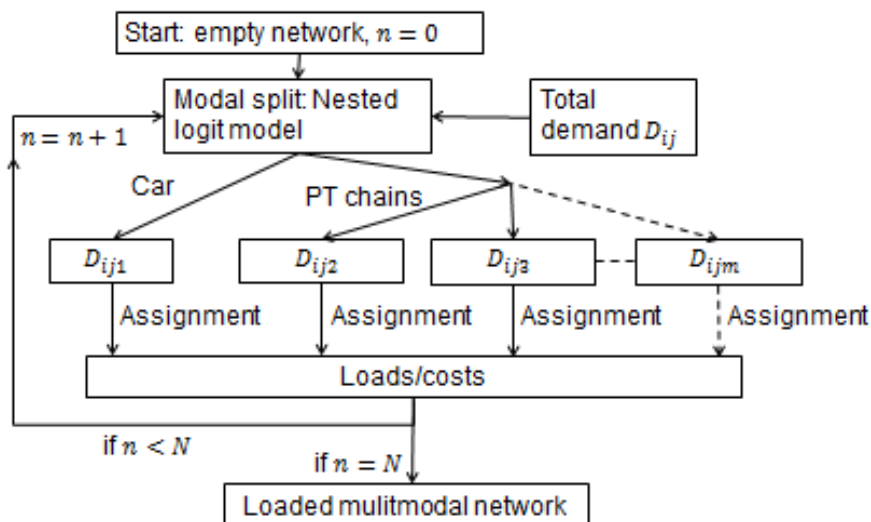 Start: empty network, n = 0
Modal split: Nested
logit model
Total
demand D_ij
n = n + 1
Car
PT chains
D_ij1
D_ij2
D_ij3
D_ijm
Assignment
Assignment
Assignment
Assignment
Loads/costs
if n < N
if n = N
Loaded mulitmodal network